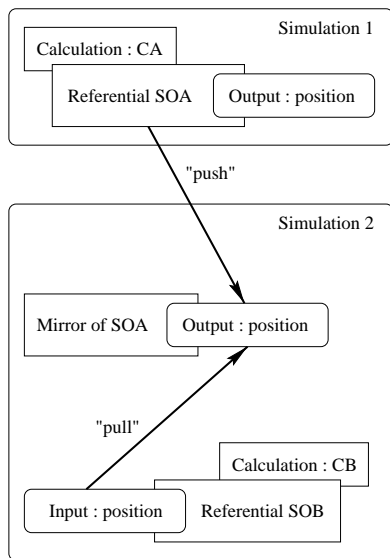 Simulation 1
Calculation : CA
Referential SOA
Output : position
"push"
Simulation 2
Mirror of SOA
Output : position
"pull"
Calculation : CB
Input : position
Referential SOB